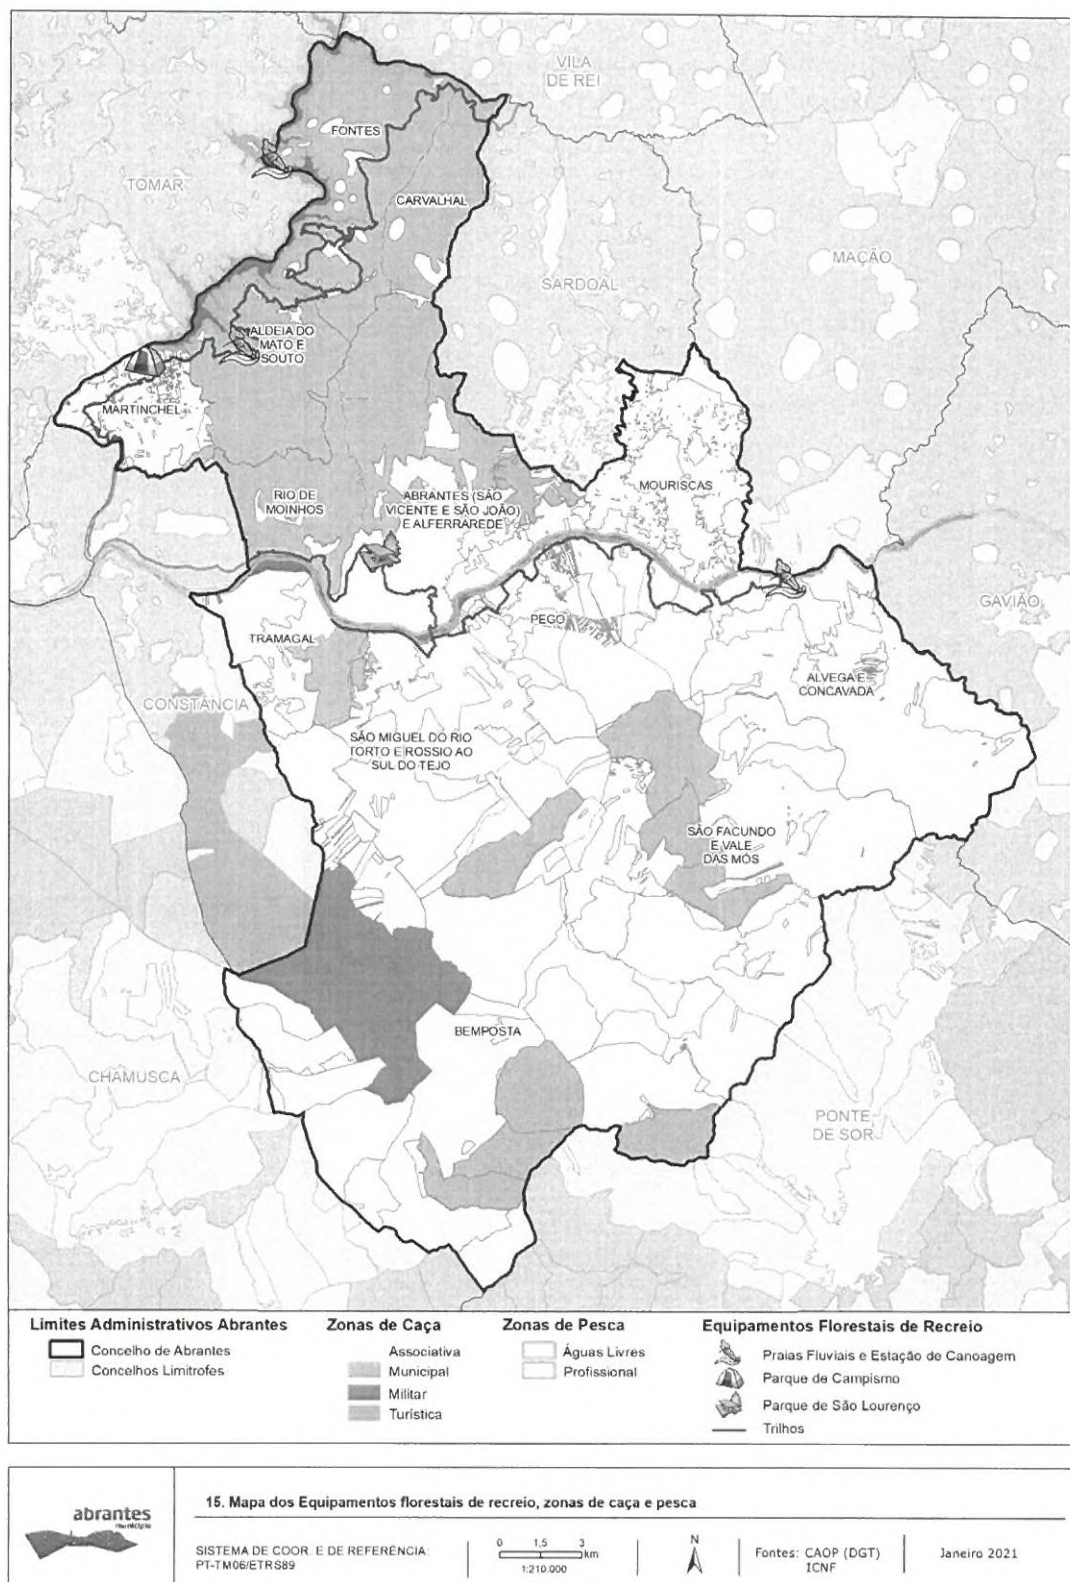 VILA
DE REI
FONTES
TOMAR
CARVALHAL
MAÇÃO
SARDOAL
ALDEIA DO
MATO E
SOUTO
MARTINCHEL
MOURISCAS
RIO DE
MOINHOS
ABRANTES (SÃO
VICENTE E SÃO JOÃO)
E ALFERRAREDE
GAVIÃO
PEGO
TRAMAGAL
ALVEGA E
CONCAVADA
CONSTÂNCIA
SÃO MIGUEL DO RIO
TORTO E ROSSIO AO
SUL DO TEJO
SÃO FACUNDO
E VALE
DAS MÓS
BEMPOSTA
CHAMUSCA
PONTE
DE SOR
Limites Administrativos Abrantes
Concelho de Abrantes
Concelhos Limitrofes
Zonas de Caça
Associativa
Municipal
Militar
Turística
Zonas de Pesca
Águas Livres
Profissional
Equipamentos Florestais de Recreio
Praias Fluviais e Estação de Canoagem
Parque de Campismo
Parque de São Lourenço
Trilhos
abrantes
município
15. Mapa dos Equipamentos florestais de recreio, zonas de caça e pesca
SISTEMA DE COOR. E DE REFERÊNCIA:
PT-TM06/ETRS89
0 1,5 3
km
1:210.000
N
Fontes: CAOP (DGT)
ICNF
Janeiro 2021